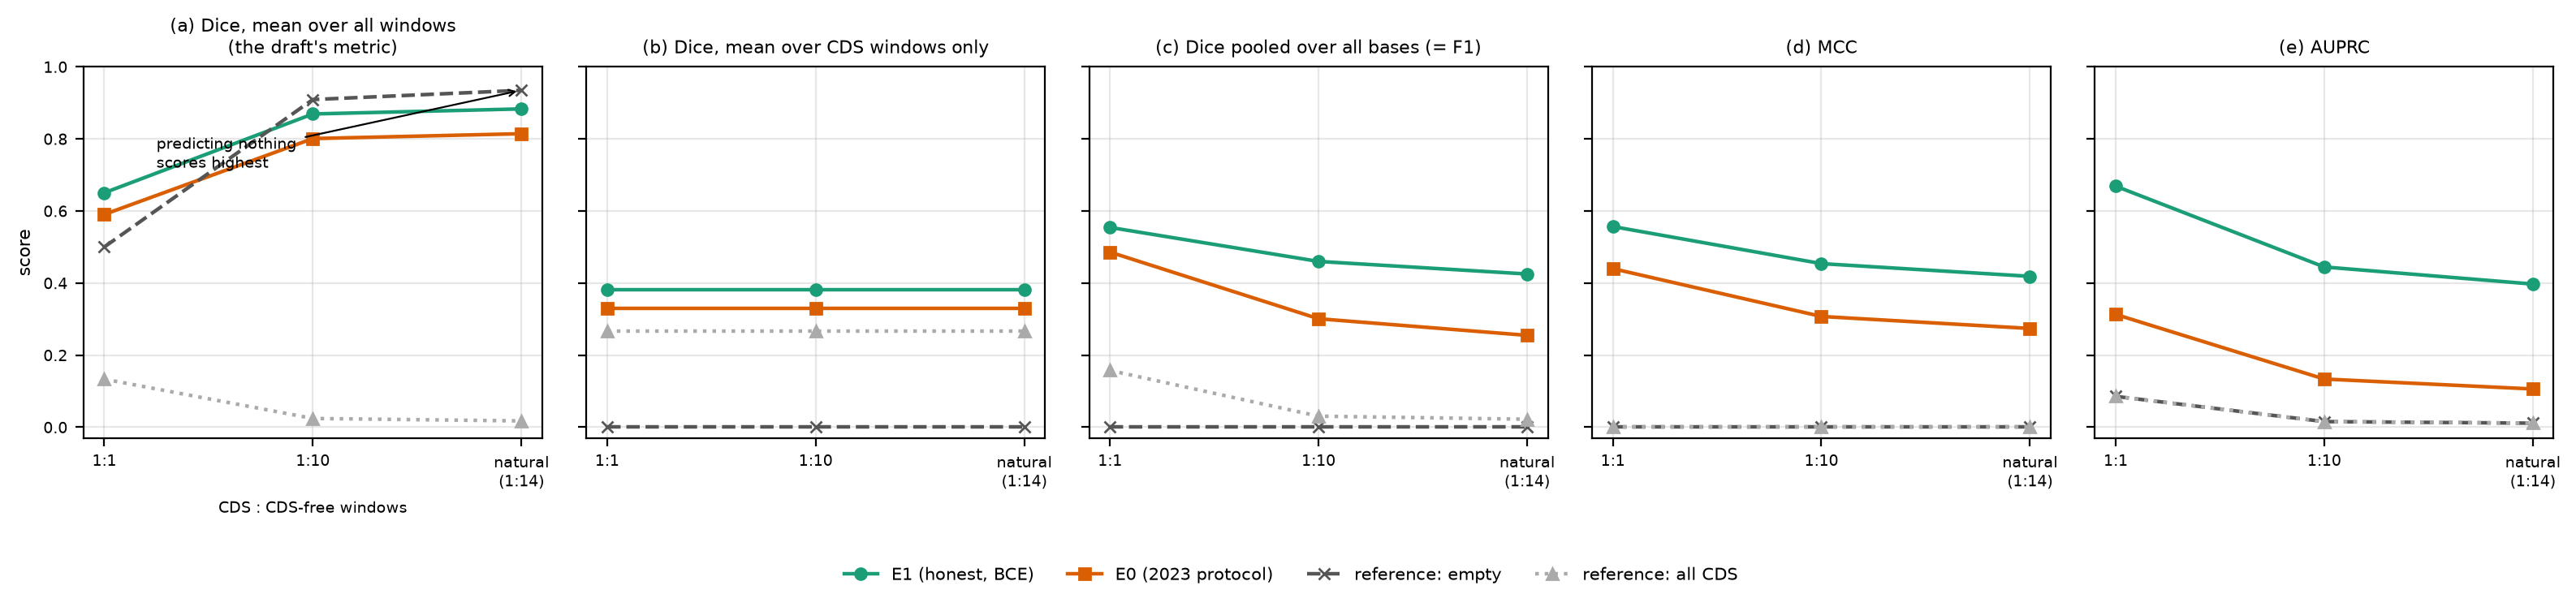 (a) Dice, mean over all windows
(the draft's metric)
(b) Dice, mean over CDS windows only
(c) Dice pooled over all bases (= F1)
(d) MCC
(e) AUPRC
score
1.0
0.8
0.6
0.4
0.2
0.0
predicting nothing
scores highest
1:1
1:10
natural
(1:14)
1:1
1:10
natural
(1:14)
1:1
1:10
natural
(1:14)
1:1
1:10
natural
(1:14)
1:1
1:10
natural
(1:14)
CDS : CDS-free windows
E1 (honest, BCE)
E0 (2023 protocol)
reference: empty
reference: all CDS